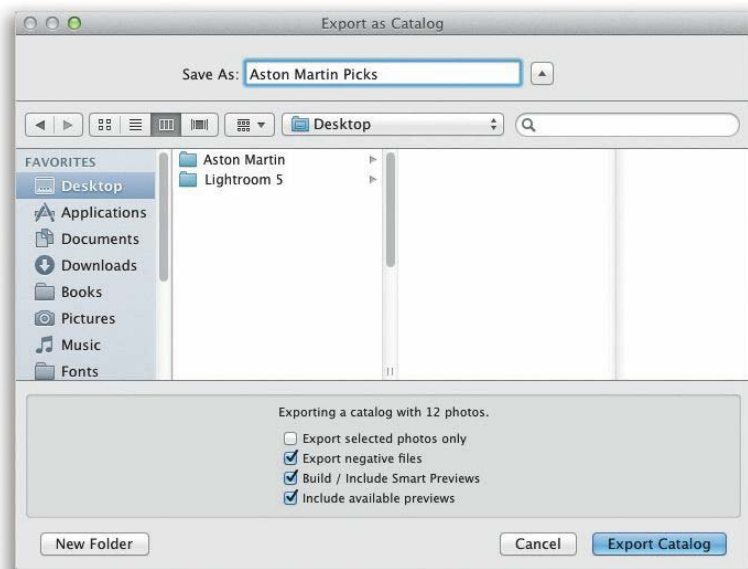 Export as Catalog
Save As: Aston Martin Picks
Desktop
FAVORITES
Desktop
Applications
Documents
Downloads
Books
Pictures
Music
Fonts
Aston Martin
Lightroom 5
Exporting a catalog with 12 photos.
Export selected photos only
Export negative files
Build / Include Smart Previews
Include available previews
New Folder
Cancel
Export Catalog